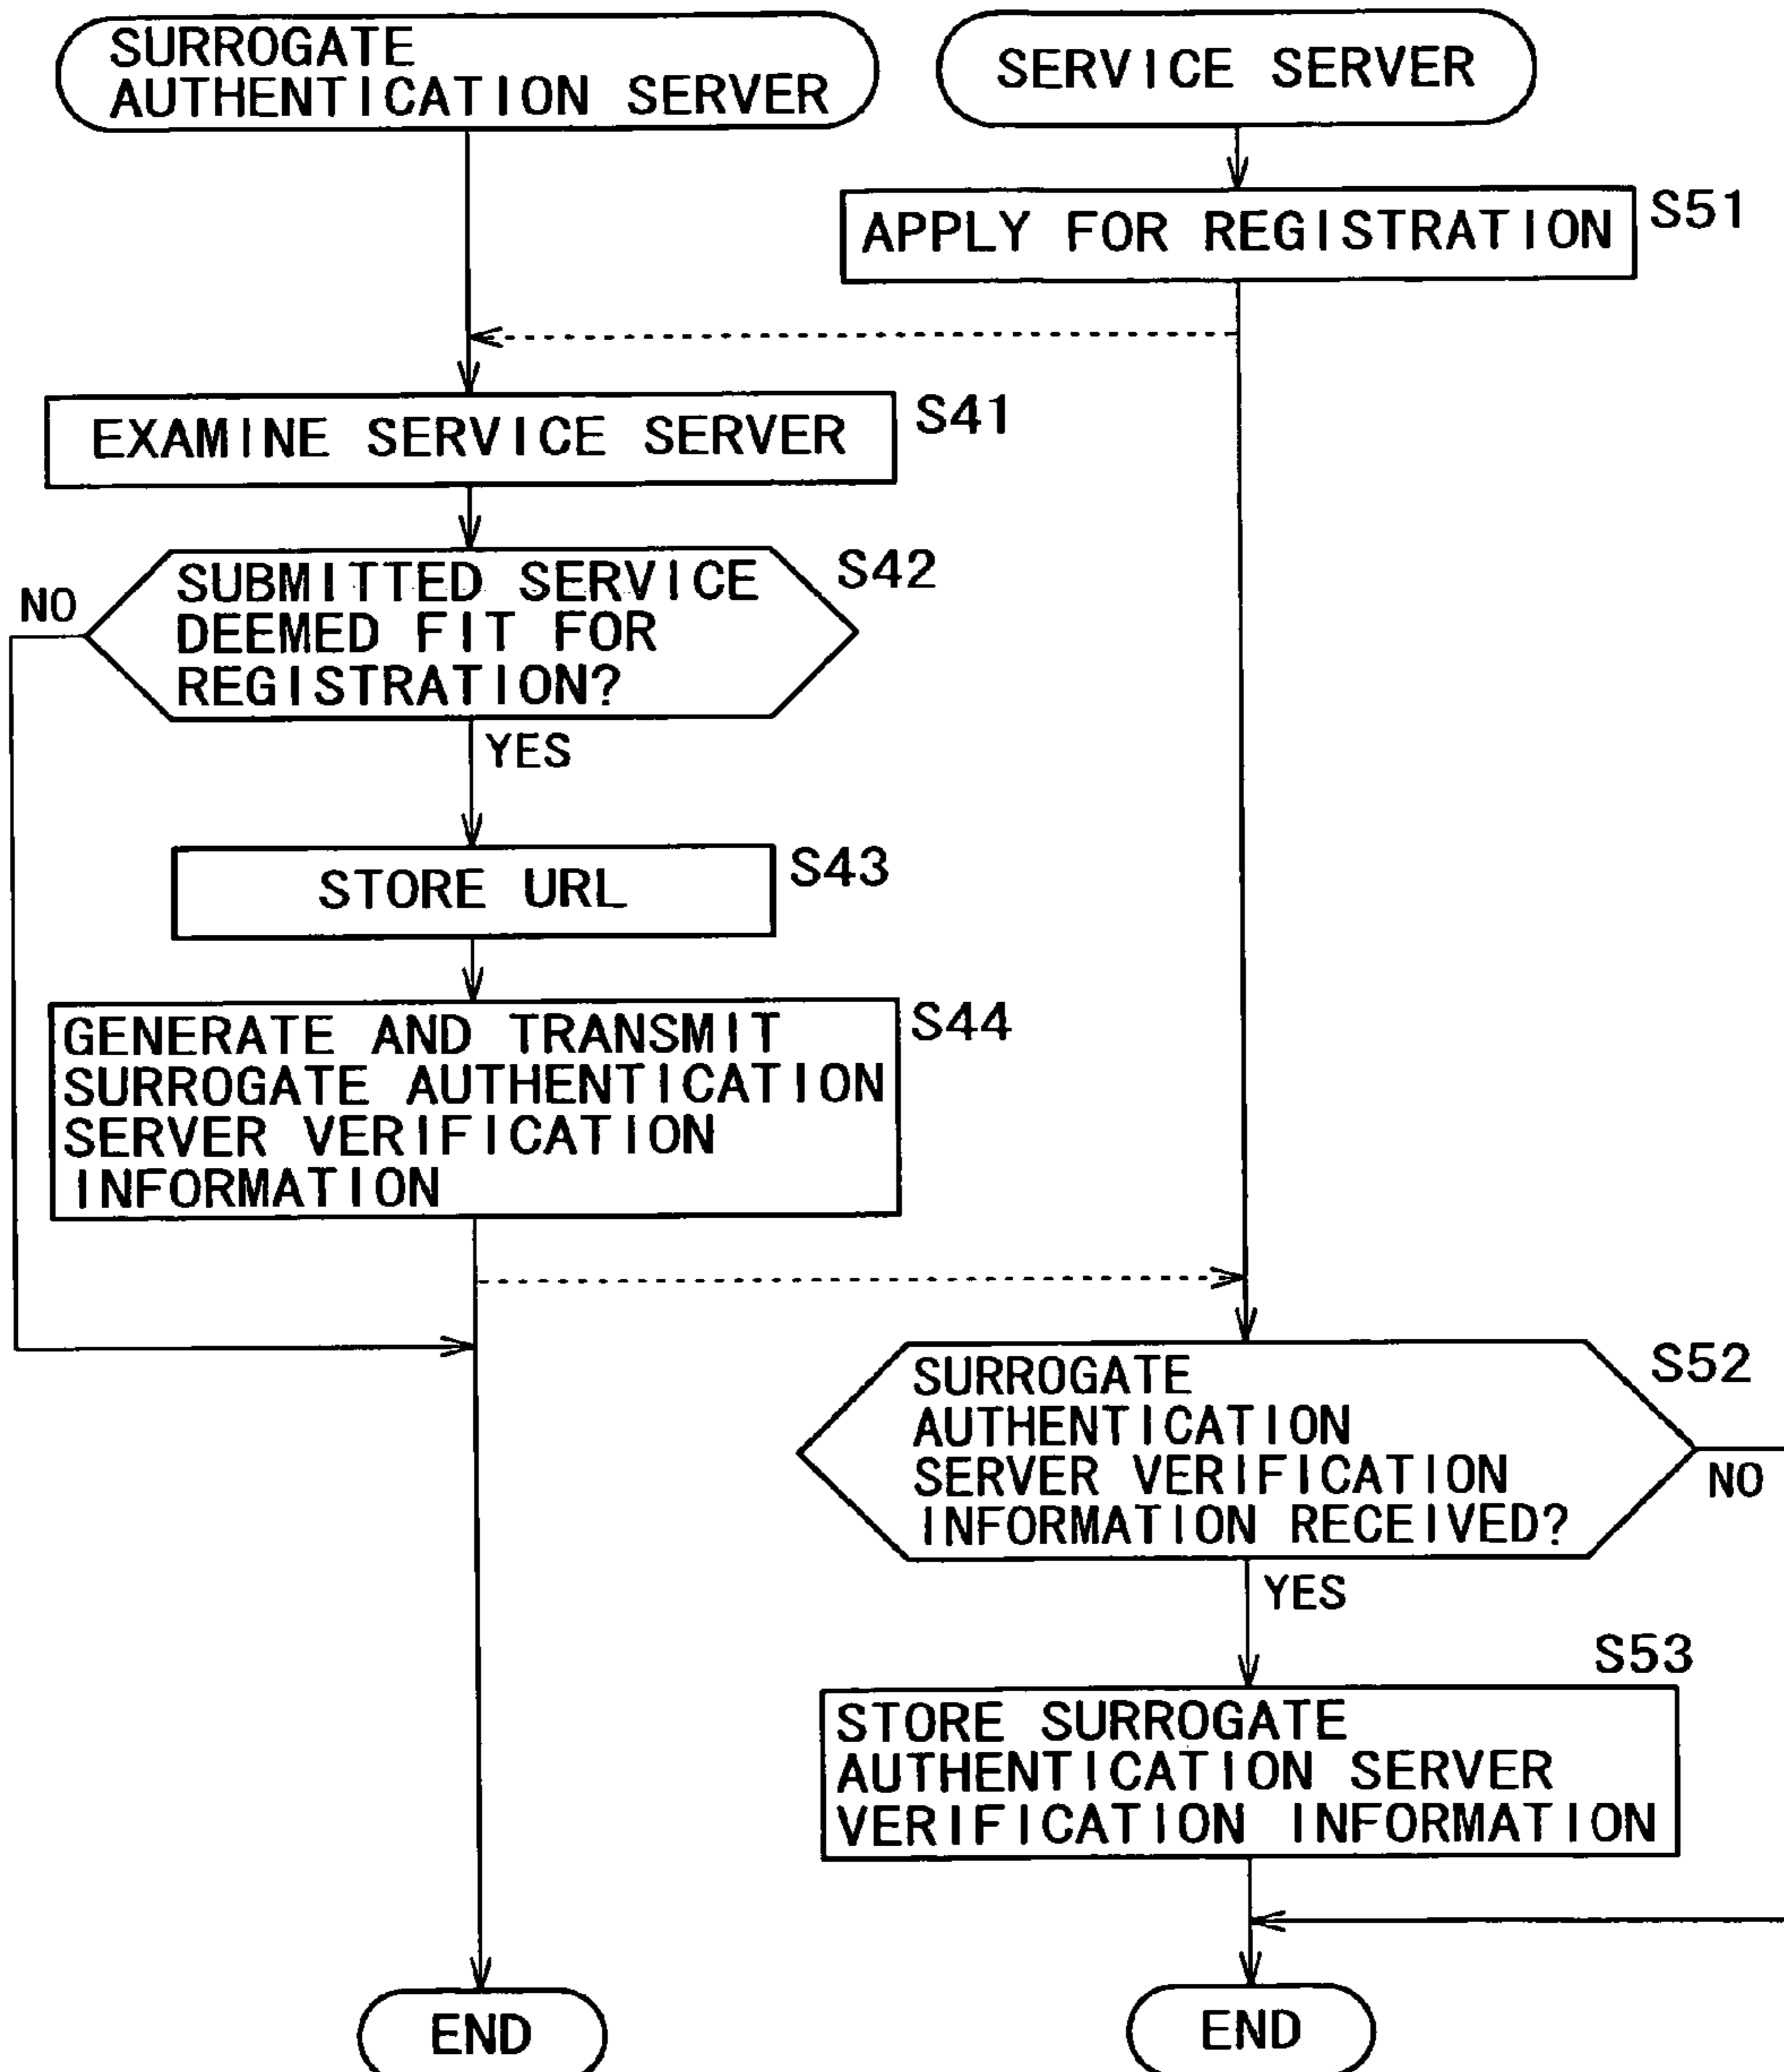 SURROGATE
AUTHENTICATION SERVER
SERVICE SERVER
APPLY FOR REGISTRATION
S51
EXAMINE SERVICE SERVER
S41
SUBMITTED SERVICE
DEEMED FIT FOR
REGISTRATION?
S42
NO
YES
STORE URL
S43
GENERATE AND TRANSMIT
SURROGATE AUTHENTICATION
SERVER VERIFICATION
INFORMATION
S44
SURROGATE
AUTHENTICATION
SERVER VERIFICATION
INFORMATION RECEIVED?
S52
NO
YES
S53
STORE SURROGATE
AUTHENTICATION SERVER
VERIFICATION INFORMATION
END
END